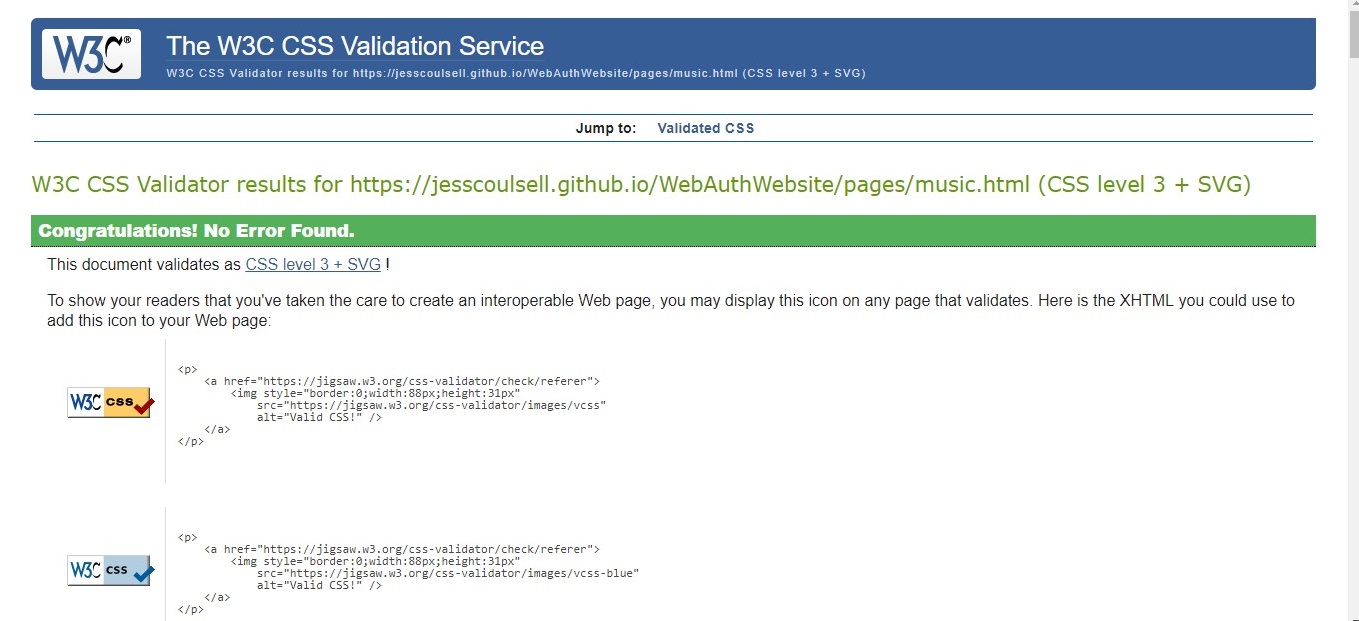 W3C®
The W3C CSS Validation Service
W3C CSS Validator results for https://jesscoulsell.github.io/WebAuthWebsite/pages/music.html (CSS level 3 + SVG)
Jump to: Validated CSS
W3C CSS Validator results for https://jesscoulsell.github.io/WebAuthWebsite/pages/music.html (CSS level 3 + SVG)
Congratulations! No Error Found.
This document validates as CSS level 3 + SVG !
To show your readers that you've taken the care to create an interoperable Web page, you may display this icon on any page that validates. Here is the XHTML you could use to
add this icon to your Web page:
W3C css
<p>
<a href="https://jigsaw.w3.org/css-validator/check/referer">
<img style="border:0;width:88px;height:31px"
src="https://jigsaw.w3.org/css-validator/images/vcss"
alt="Valid CSS!" />
</a>
</p>
W3C css
<p>
<a href="https://jigsaw.w3.org/css-validator/check/referer">
<img style="border:0;width:88px;height:31px"
src="https://jigsaw.w3.org/css-validator/images/vcss-blue"
alt="Valid CSS!" />
</a>
</p>